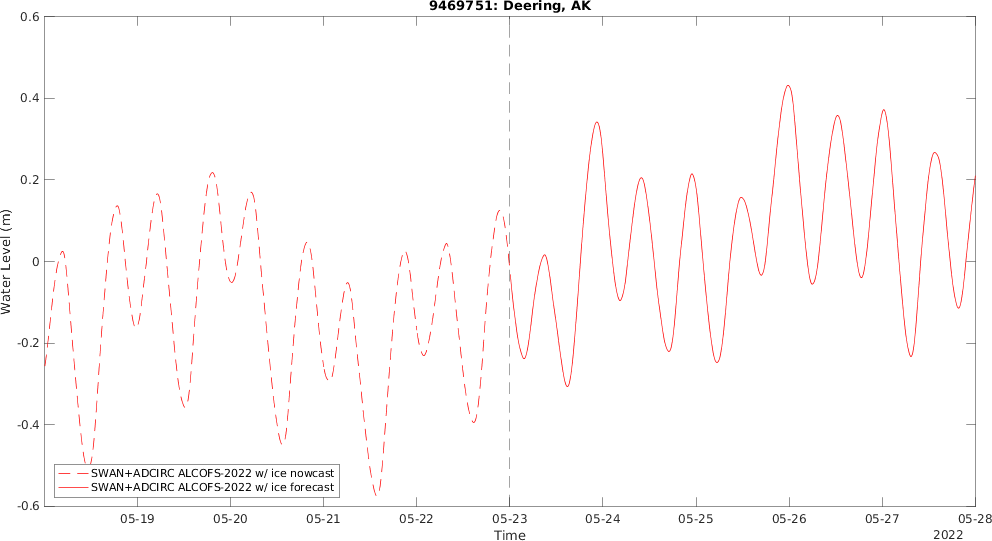 9469751: Deering, AK
0.6
0.4
0.2
0
-0.2
-0.4
-0.6
Water Level (m)
SWAN+ADCIRC ALCOFS-2022 w/ ice nowcast
SWAN+ADCIRC ALCOFS-2022 w/ ice forecast
05-19 05-20 05-21 05-22 05-23 05-24 05-25 05-26 05-27 05-28
Time
2022